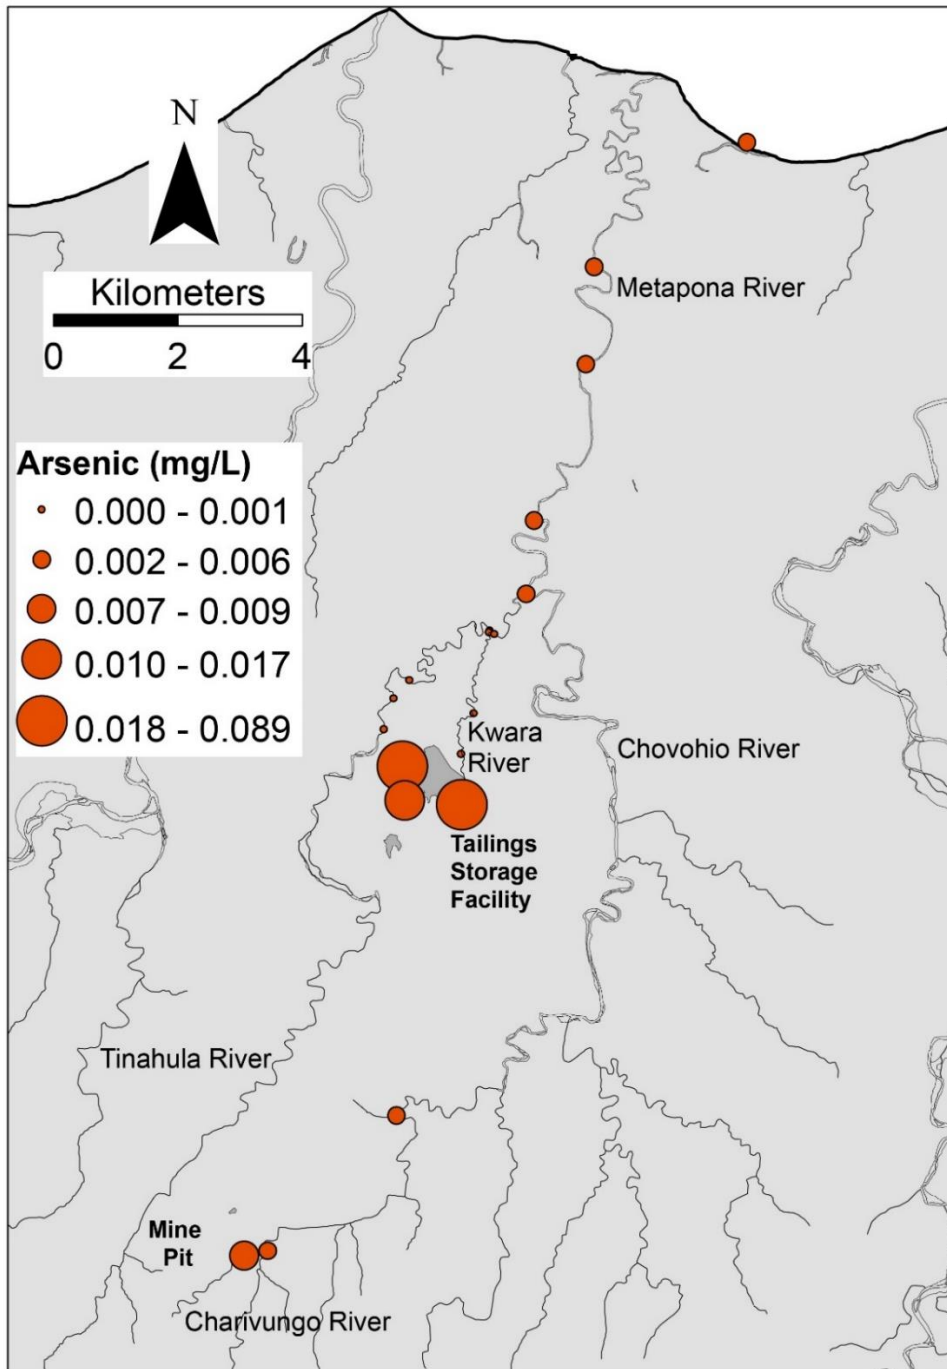 N
Kilometers
0 2 4
Metapona River
Arsenic (mg/L)
0.000 - 0.001
0.002 - 0.006
0.007 - 0.009
0.010 - 0.017
0.018 - 0.089
Kwara
River
Chovohio River
Tailings
Storage
Facility
Tinahula River
Mine
Pit
Charivungo River